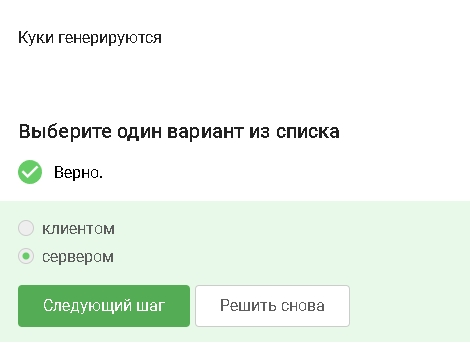 Куки генерируются
Выберите один вариант из списка
Верно.
клиентом
сервером
Следующий шаг
Решить снова